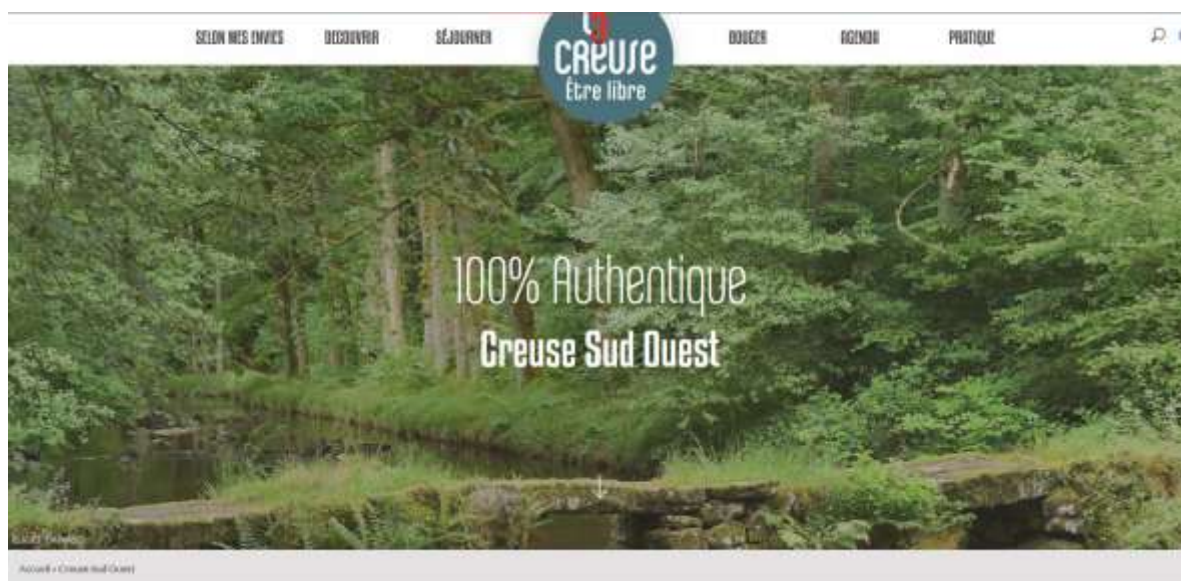 SELON MES ENVIES
DECOUVRIR
SÉJOURNER
CREUSE
Être libre
BOUGER
AGENDA
PRATIQUE
100% Authentique
Creuse Sud Ouest
Accueil » Creuse Sud Ouest